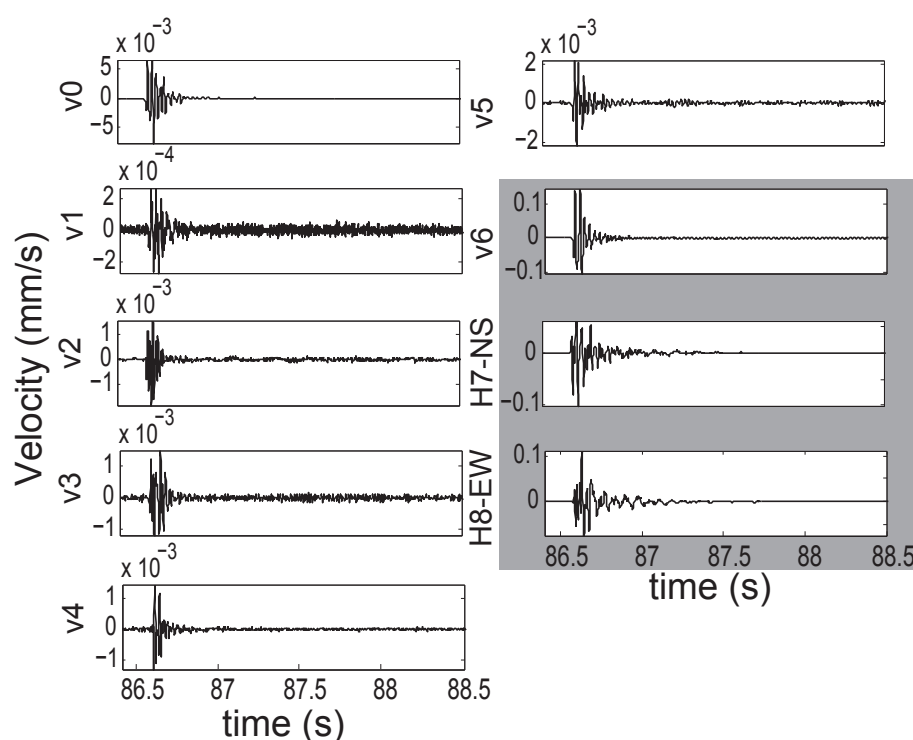 Velocity (mm/s)
x 10⁻³
v0
5
0
−5
x 10⁻⁴
v1
2
0
−2
x 10⁻³
v2
1
0
−1
x 10⁻³
v3
1
0
−1
x 10⁻³
v4
1
0
−1
86.5 87 87.5 88 88.5
time (s)
x 10⁻³
v5
2
0
−2
v6
0.1
0
−0.1
H7-NS
0
−0.1
H8-EW
0.1
0
86.5 87 87.5 88 88.5
time (s)